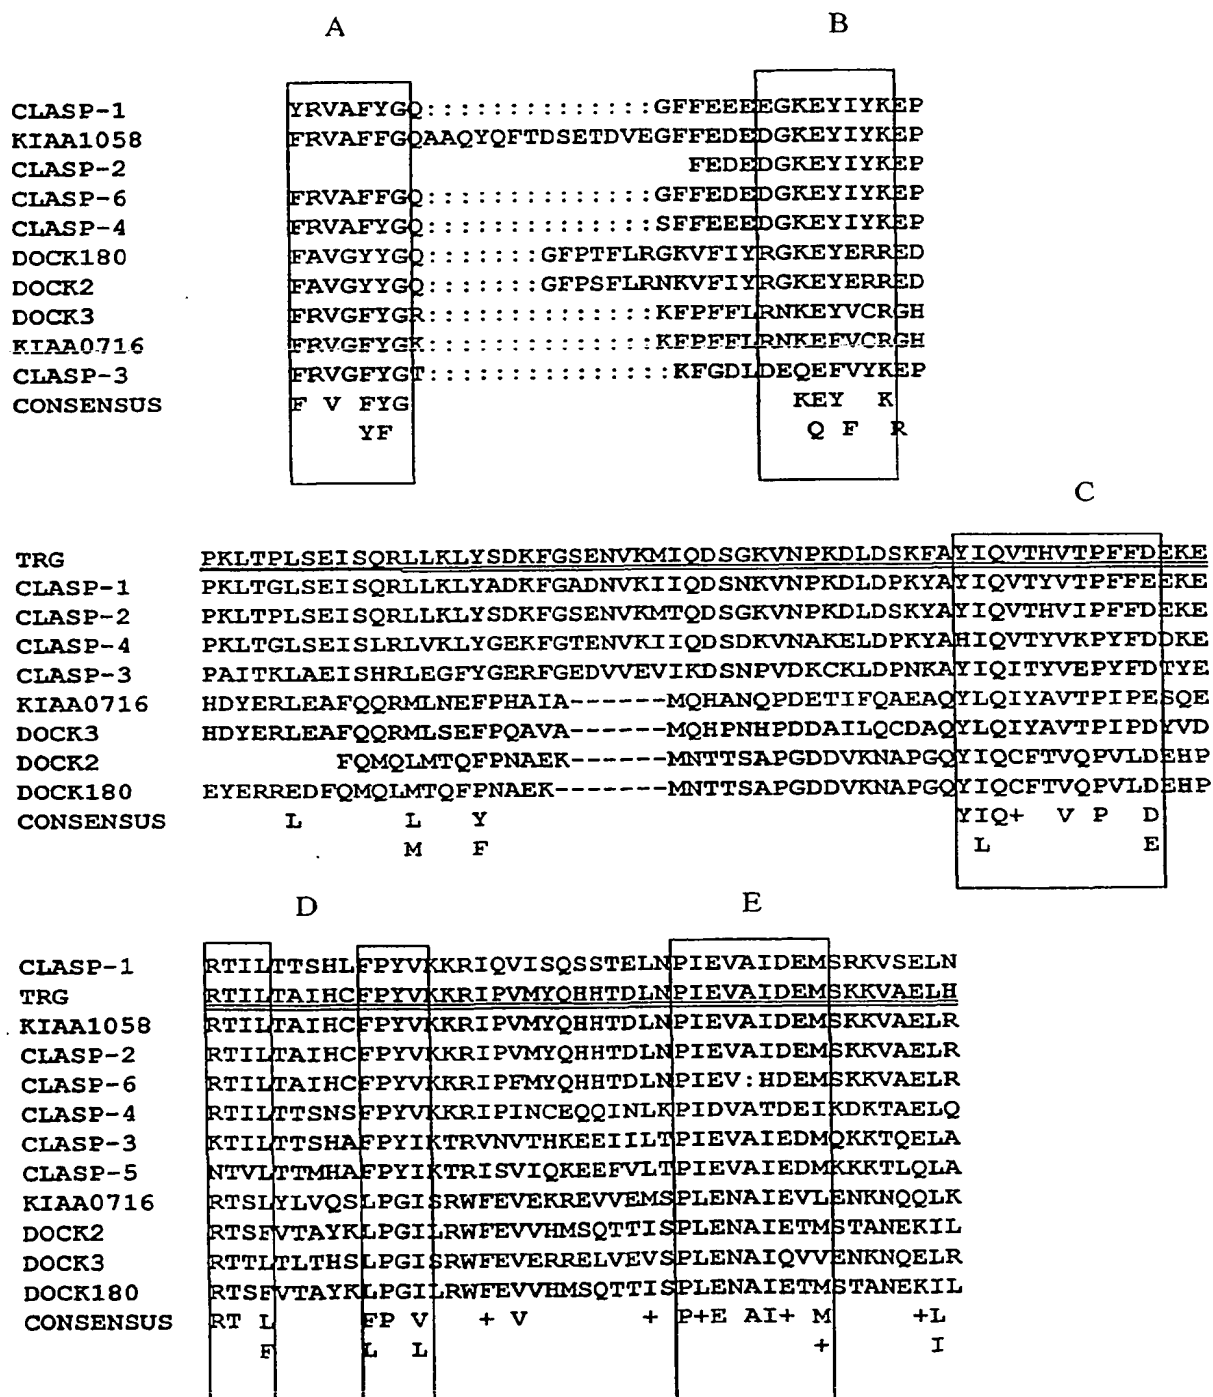 A B
CLASP-1 YRVAFYGQ::::::::::::::GFFEEEEGKEYIYKEP
KIAA1058 FRVAFFGQAAQYQFTDSETDVEGFFEDEDGKEYIYKEP
CLASP-2 FEDEDGKEYIYKEP
CLASP-6 FRVAFFGQ::::::::::::::GFFEDEDGKEYIYKEP
CLASP-4 FRVAFYGQ::::::::::::::SFFEEEDGKEYIYKEP
DOCK180 FAVGYYGQ:::::::GFPTFLRGKVFIYRGKEYERRED
DOCK2 FAVGYYGQ:::::::GFPSFLRNKVFIYRGKEYERRED
DOCK3 FRVGFYGR::::::::::::::KFPFFLRNKEYVCRGH
KIAA0716 FRVGFYGK::::::::::::::KFPFFLRNKEFVCRGH
CLASP-3 FRVGFYGT:::::::::::::::KFGDLDEQEFVYKEP
CONSENSUS F V FYG KEY K
YF Q F R
C
TRG PKLTPLSEISQRLLKLYSDKFGSENVKMIQDSGKVNPKDLDSKFAYIQVTHVTPFFDEKE
CLASP-1 PKLTGLSEISQRLLKLYADKFGADNVKIIQDSNKVNPKDLDPKYAYIQVTYVTPFFEEKE
CLASP-2 PKLTPLSEISQRLLKLYSDKFGSENVKMTQDSGKVNPKDLDSKYAYIQVTHVIPFFDEKE
CLASP-4 PKLTGLSEISLRLVKLYGEKFGTENVKIIQDSDKVNAKELDPKYAHIQVTYVKPYFDDKE
CLASP-3 PAITKLAEISHRLEGFYGERFGEDVVEVIKDSNPVDKCKLDPNKAYIQITYVEPYFDTYE
KIAA0716 HDYERLEAFQQRMLNEFPHAIA------MQHANQPDETIFQAEAQYLQIYAVTPIPESQE
DOCK3 HDYERLEAFQQRMLSEFPQAVA------MQHPNHPDDAILQCDAQYLQIYAVTPIPDYVD
DOCK2 FQMQLMTQFPNAEK------MNTTSAPGDDVKNAPGQYIQCFTVQPVLDEHP
DOCK180 EYERREDFQMQLMTQFPNAEK-------MNTTSAPGDDVKNAPGQYIQCFTVQPVLDEHP
CONSENSUS L L Y YIQ+ V P D
M F L E
D E
CLASP-1 RTILTTSHLFPYVKKRIQVISQSSTELNPIEVAIDEMSRKVSELN
TRG RTILTAIHCFPYVKKRIPVMYQHHTDLNPIEVAIDEMSKKVAELH
KIAA1058 RTILTAIHCFPYVKKRIPVMYQHHTDLNPIEVAIDEMSKKVAELR
CLASP-2 RTILTAIHCFPYVKKRIPVMYQHHTDLNPIEVAIDEMSKKVAELR
CLASP-6 RTILTAIHCFPYVKKRIPFMYQHHTDLNPIEV:HDEMSKKVAELR
CLASP-4 RTILTTSNSFPYVKKRIPINCEQQINLKPIDVATDEIKDKTAELQ
CLASP-3 KTILTTSHAFPYIKTRVNVTHKEEIILTPIEVAIEDMQKKTQELA
CLASP-5 NTVLTTMHAFPYIKTRISVIQKEEFVLTPIEVAIEDMKKKTLQLA
KIAA0716 RTSLYLVQSLPGISRWFEVEKREVVEMSPLENAIEVLENKNQQLK
DOCK2 RTSFVTAYKLPGILRWFEVVHMSQTTISPLENAIETMSTANEKIL
DOCK3 RTTLTLTHSLPGISRWFEVERRELVEVSPLENAIQVVENKNQELR
DOCK180 RTSFVTAYKLPGILRWFEVVHMSQTTISPLENAIETMSTANEKIL
CONSENSUS RT L FP V + V + P+E AI+ M +L
F L L + I